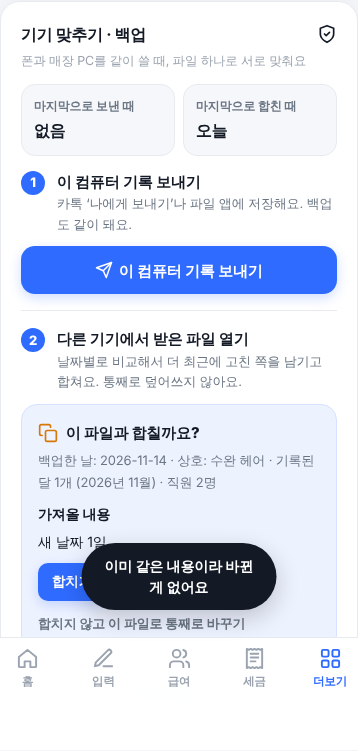 기기 맞추기 · 백업
폰과 매장 PC를 같이 쓸 때, 파일 하나로 서로 맞춰요
마지막으로 보낸 때
없음
마지막으로 합친 때
오늘
1
이 컴퓨터 기록 보내기
카톡 ‘나에게 보내기’나 파일 앱에 저장해요. 백업
도 같이 돼요.
이 컴퓨터 기록 보내기
2
다른 기기에서 받은 파일 열기
날짜별로 비교해서 더 최근에 고친 쪽을 남기고
합쳐요. 통째로 덮어쓰지 않아요.
이 파일과 합칠까요?
백업한 날: 2026-11-14 · 상호: 수완 헤어 · 기록된
달 1개 (2026년 11월) · 직원 2명
가져올 내용
새 날짜 1일
이미 같은 내용이라 바뀐
게 없어요
합치지 않고 이 파일로 통째로 바꾸기
홈
입력
급여
세금
더보기